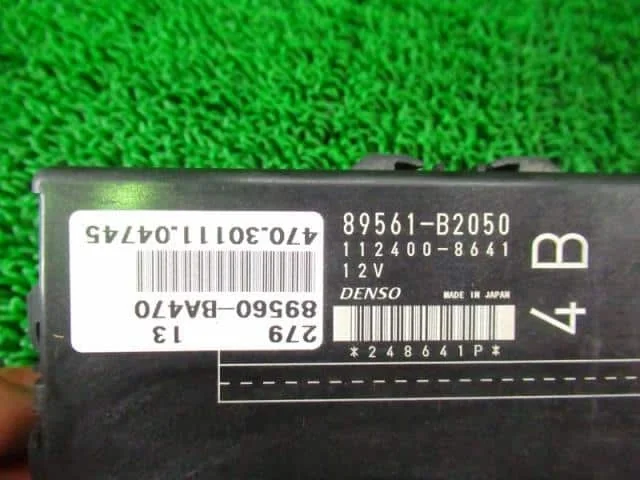 89561-B2050
112400-8641
12V
DENSO MADE IN JAPAN
*248641P*
4B
279
13
89560-BA470
470.30111.04745